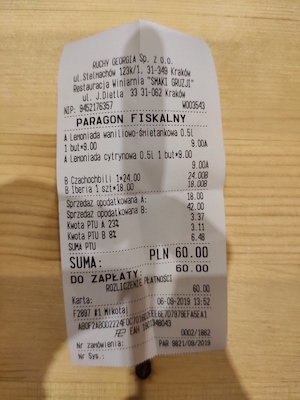 RUCHY GEORGIA Sp. z o.o.
ul.Stelmachów 123k/1, 31-349 Kraków
Restauracja Winiarnia "SMAKI GRUZJI"
ul. J.Dietla 33 31-062 Kraków
NIP: 9452176357 W003543
PARAGON FISKALNY
A Lemoniada waniliowo-śmietankowa 0.5l
1 but*9.00 9.00A
A Lemoniada cytrynowa 0.5l 1 but*9.00
9.00A
B Czachochbili 1*24.00 24.00B
B Iberia 1 szt*18.00 18.00B
Sprzedaż opodatkowana A: 18.00
Sprzedaż opodatkowana B: 42.00
Kwota PTU A 23% 3.37
Kwota PTU B 8% 3.11
SUMA PTU 6.48
SUMA: PLN 60.00
DO ZAPŁATY 60.00
ROZLICZENIE PŁATNOŚCI
Karta: 60.00
F2887 #1 Mikotaj 06-09-2019 13:52
0002/1862
Nr zamówienia: PAR 9821/09/2019
Nr Sys.: